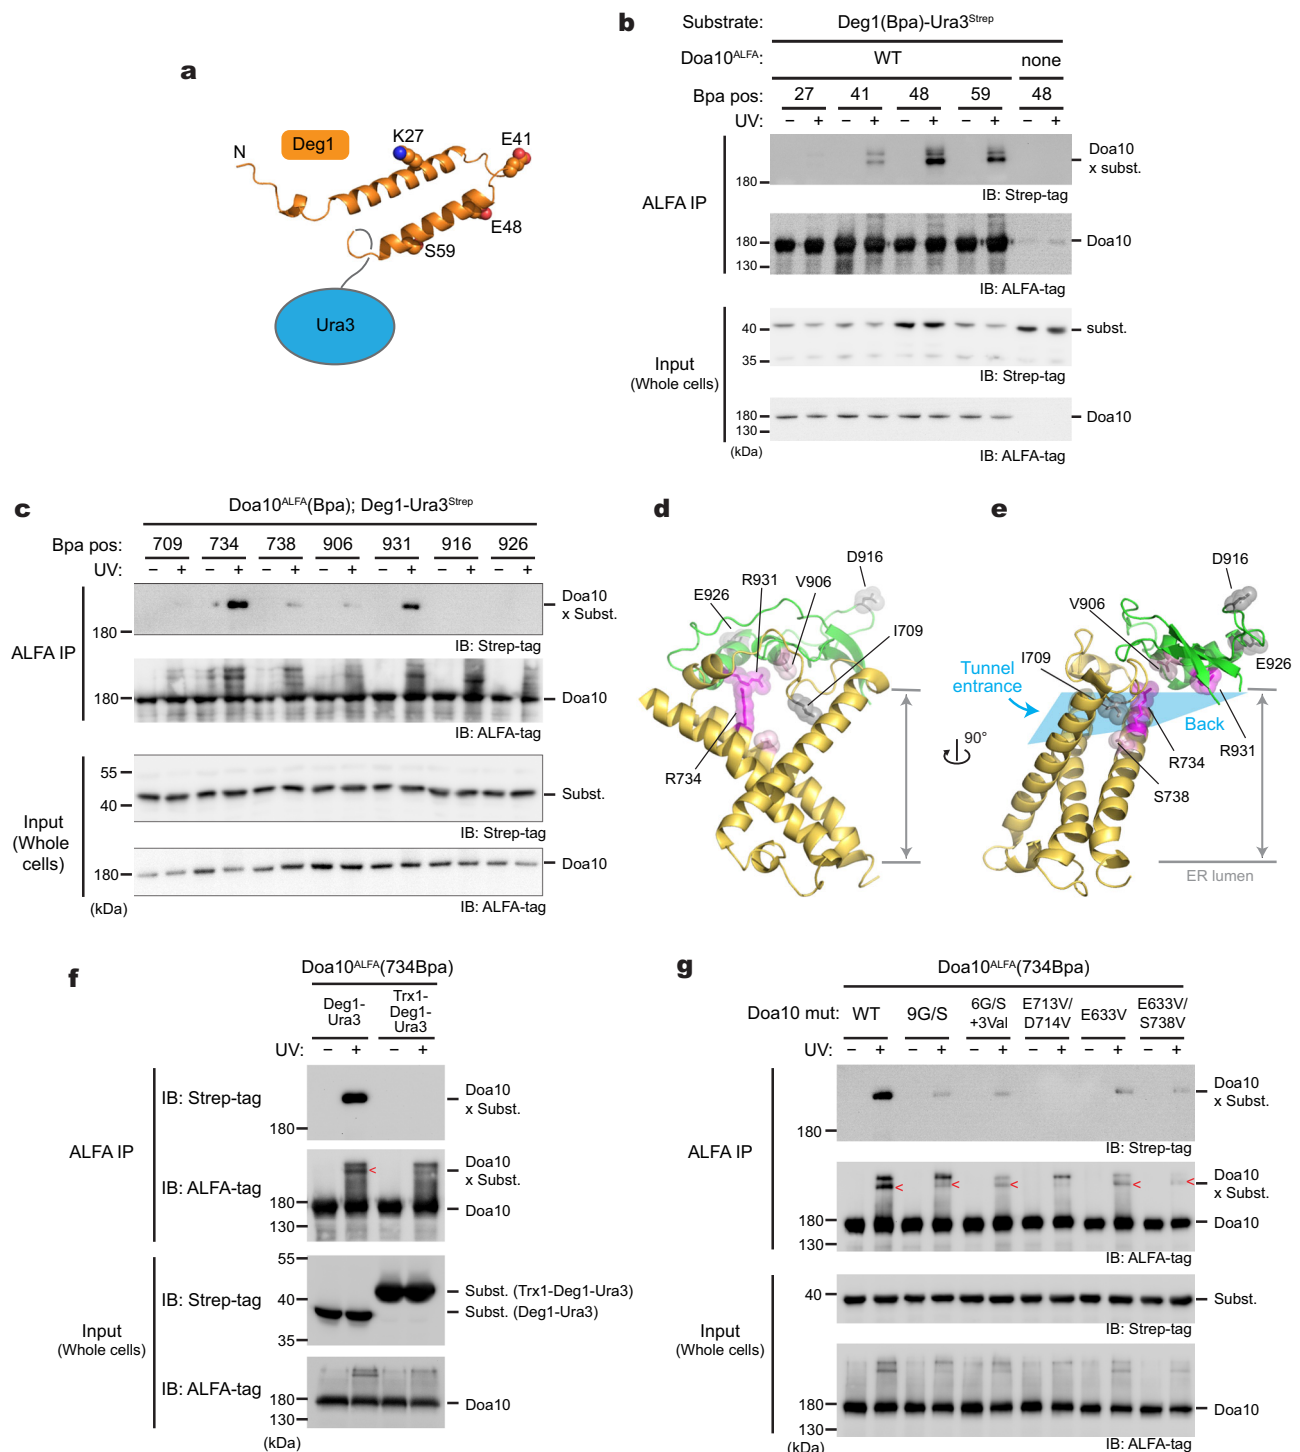 a
Deg1
N
K27
E41
E48
S59
Ura3
b
Substrate: Deg1(Bpa)-Ura3Strep
Doa10ALFA: WT none
Bpa pos: 27 41 48 59 48
UV: − + − + − + − + − +
ALFA IP
Doa10
x subst.
180
IB: Strep-tag
180
130
Doa10
IB: ALFA-tag
Input
(Whole cells)
40
35
subst.
IB: Strep-tag
180
130
(kDa)
Doa10
IB: ALFA-tag
c
Doa10ALFA(Bpa); Deg1-Ura3Strep
Bpa pos: 709 734 738 906 931 916 926
UV: − + − + − + − + − + − + − +
ALFA IP
Doa10
x Subst.
180
IB: Strep-tag
180
Doa10
IB: ALFA-tag
Input
(Whole
cells)
55
40
Subst.
IB: Strep-tag
180
Doa10
(kDa)
IB: ALFA-tag
d
D916
R931
V906
E926
I709
R734
90°
e
D916
V906
I709
E926
Tunnel
entrance
Back
R931
R734
S738
ER lumen
f
Doa10ALFA(734Bpa)
Deg1-
Ura3
Trx1-
Deg1-
Ura3
UV: − + − +
ALFA IP
IB: Strep-tag
180
Doa10
x Subst.
IB: ALFA-tag
180
130
<
Doa10
x Subst.
Doa10
Input
(Whole cells)
IB: Strep-tag
55
40
35
Subst. (Trx1-Deg1-Ura3)
Subst. (Deg1-Ura3)
IB: ALFA-tag
180
130
(kDa)
Doa10
g
Doa10ALFA(734Bpa)
Doa10 mut: WT 9G/S 6G/S +3Val E713V/D714V E633V E633V/S738V
UV: − + − + − + − + − + − +
ALFA IP
Doa10
x Subst.
180
IB: Strep-tag
< < < < <
Doa10
x Subst.
180
130
Doa10
IB: ALFA-tag
Input
(Whole cells)
40
Subst.
IB: Strep-tag
180
130
(kDa)
Doa10
IB: ALFA-tag